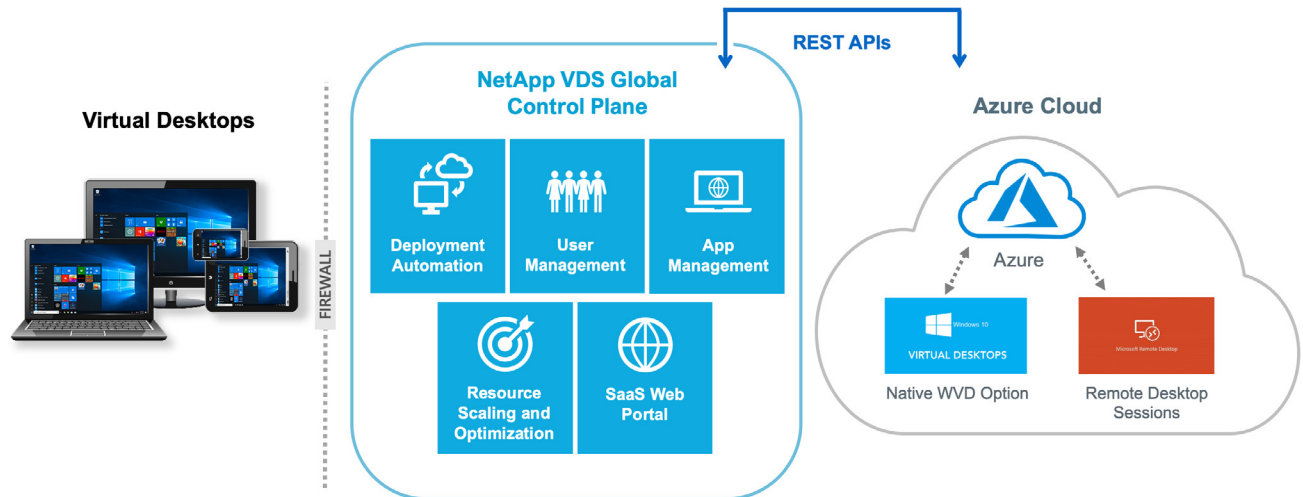 REST APIs
NetApp VDS Global
Control Plane
Virtual Desktops
Azure Cloud
FIREWALL
Deployment
Automation
User
Management
App
Management
Resource
Scaling and
Optimization
SaaS Web
Portal
Azure
Windows 10
VIRTUAL DESKTOPS
Microsoft Remote Desktop
Native WVD Option
Remote Desktop
Sessions